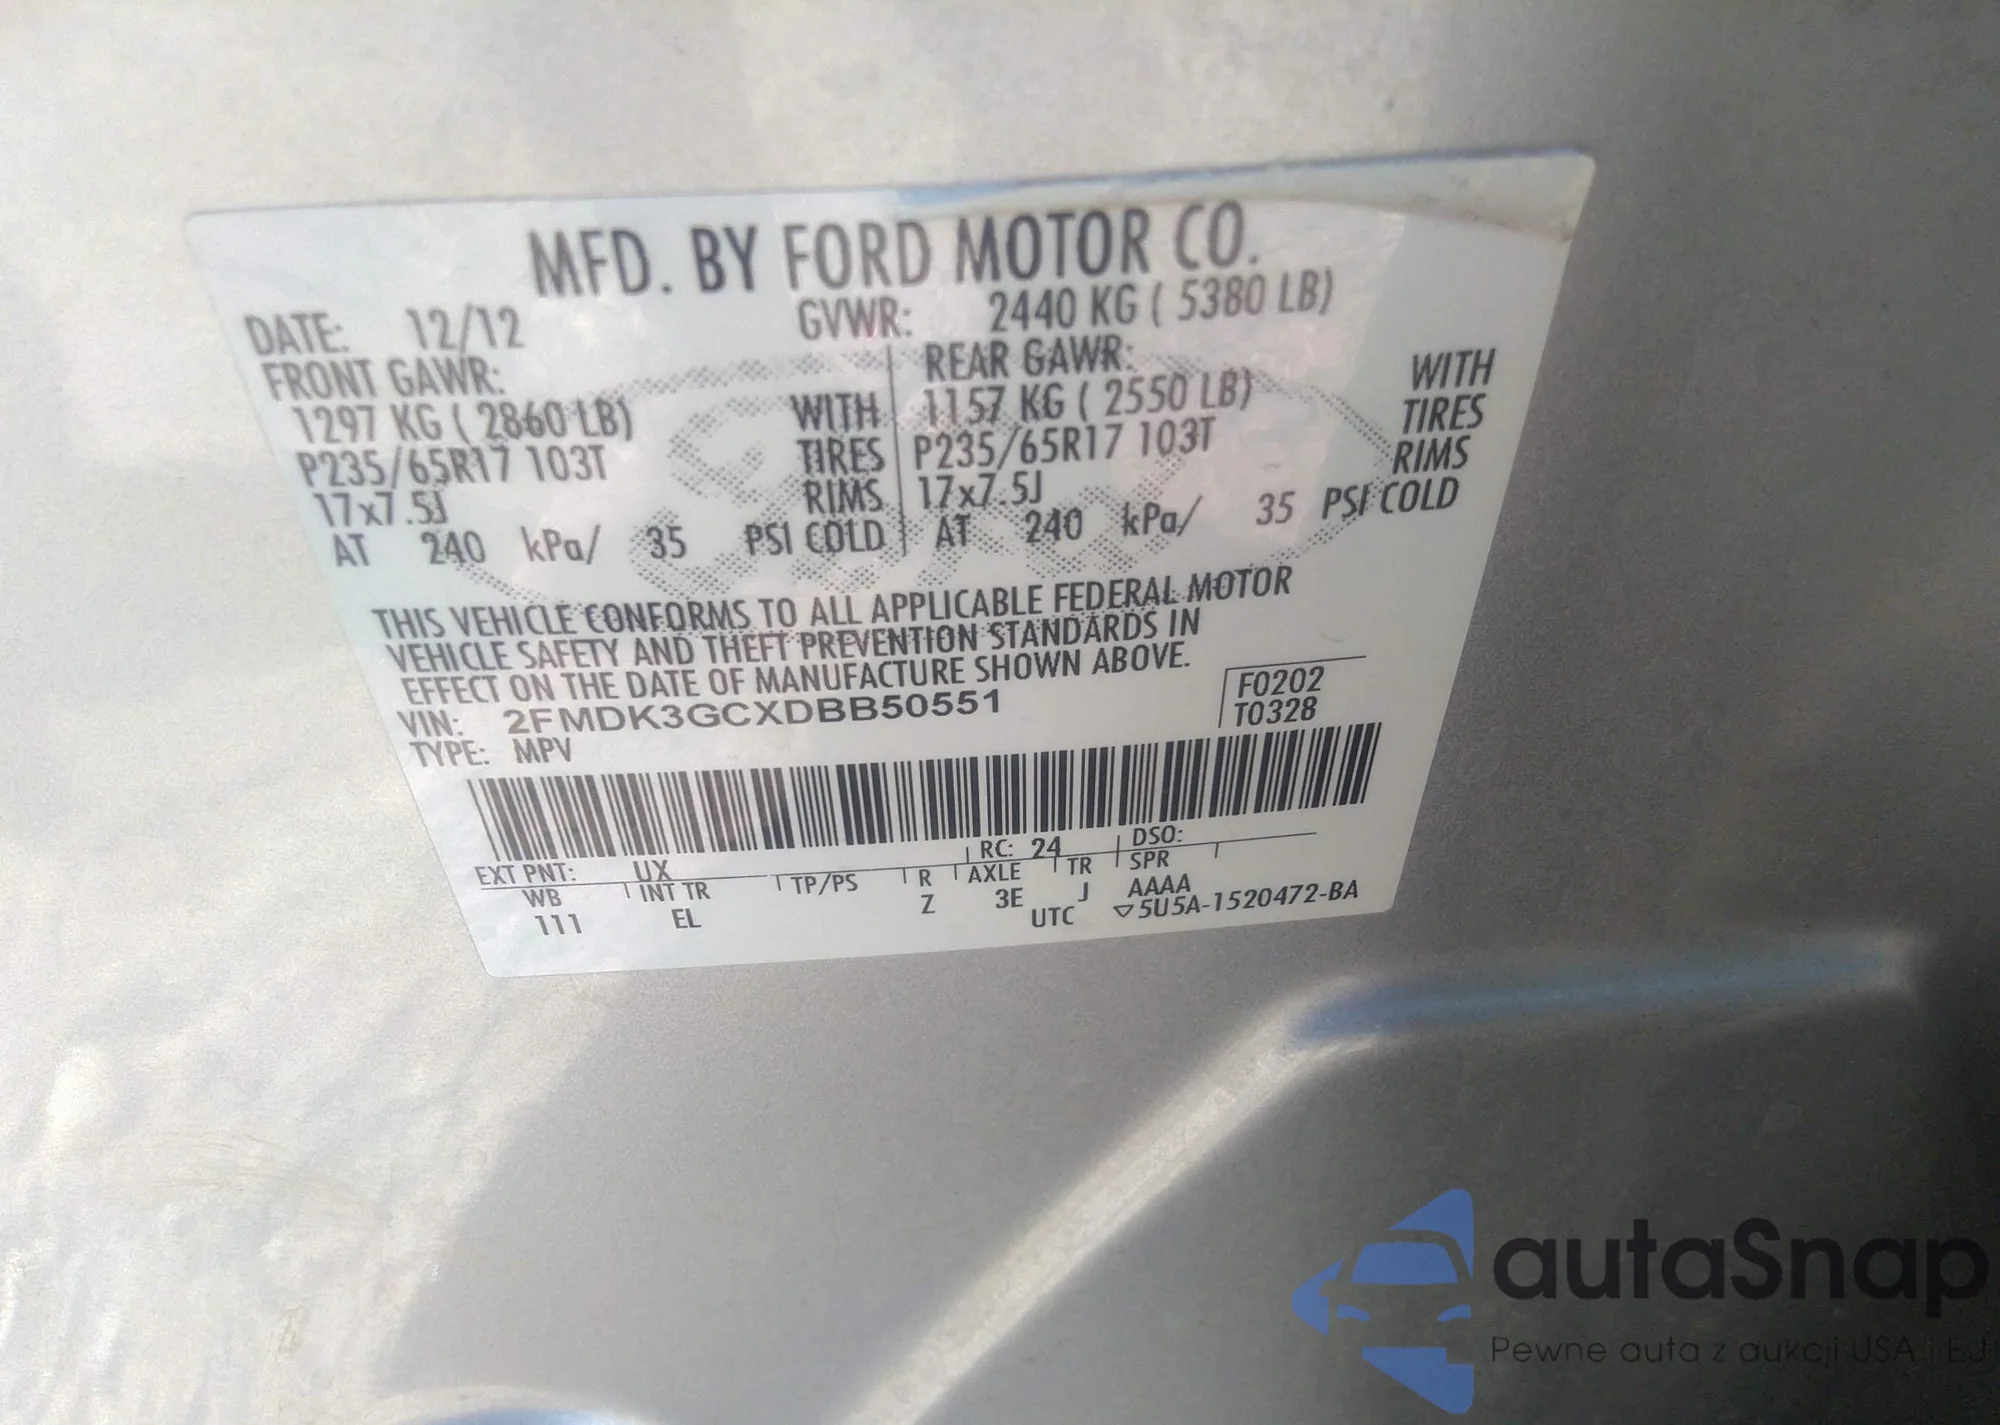 MFD. BY FORD MOTOR CO.
DATE: 12/12 GVWR: 2440 KG ( 5380 LB)
FRONT GAWR: REAR GAWR: WITH
1297 KG ( 2860 LB) WITH 1157 KG ( 2550 LB) TIRES
P235/65R17 103T TIRES P235/65R17 103T RIMS
17x7.5J RIMS 17x7.5J
AT 240 kPa/ 35 PSI COLD AT 240 kPa/ 35 PSI COLD
THIS VEHICLE CONFORMS TO ALL APPLICABLE FEDERAL MOTOR
VEHICLE SAFETY AND THEFT PREVENTION STANDARDS IN
EFFECT ON THE DATE OF MANUFACTURE SHOWN ABOVE.
VIN: 2FMDK3GCXDBB50551 F0202
TYPE: MPV T0328
EXT PNT: UX RC: 24 DSO:
WB INT TR TP/PS R AXLE TR SPR
111 EL Z 3E J AAAA
UTC ▽5U5A-1520472-BA
autaSnap
Pewne auta z aukcji USA i EU